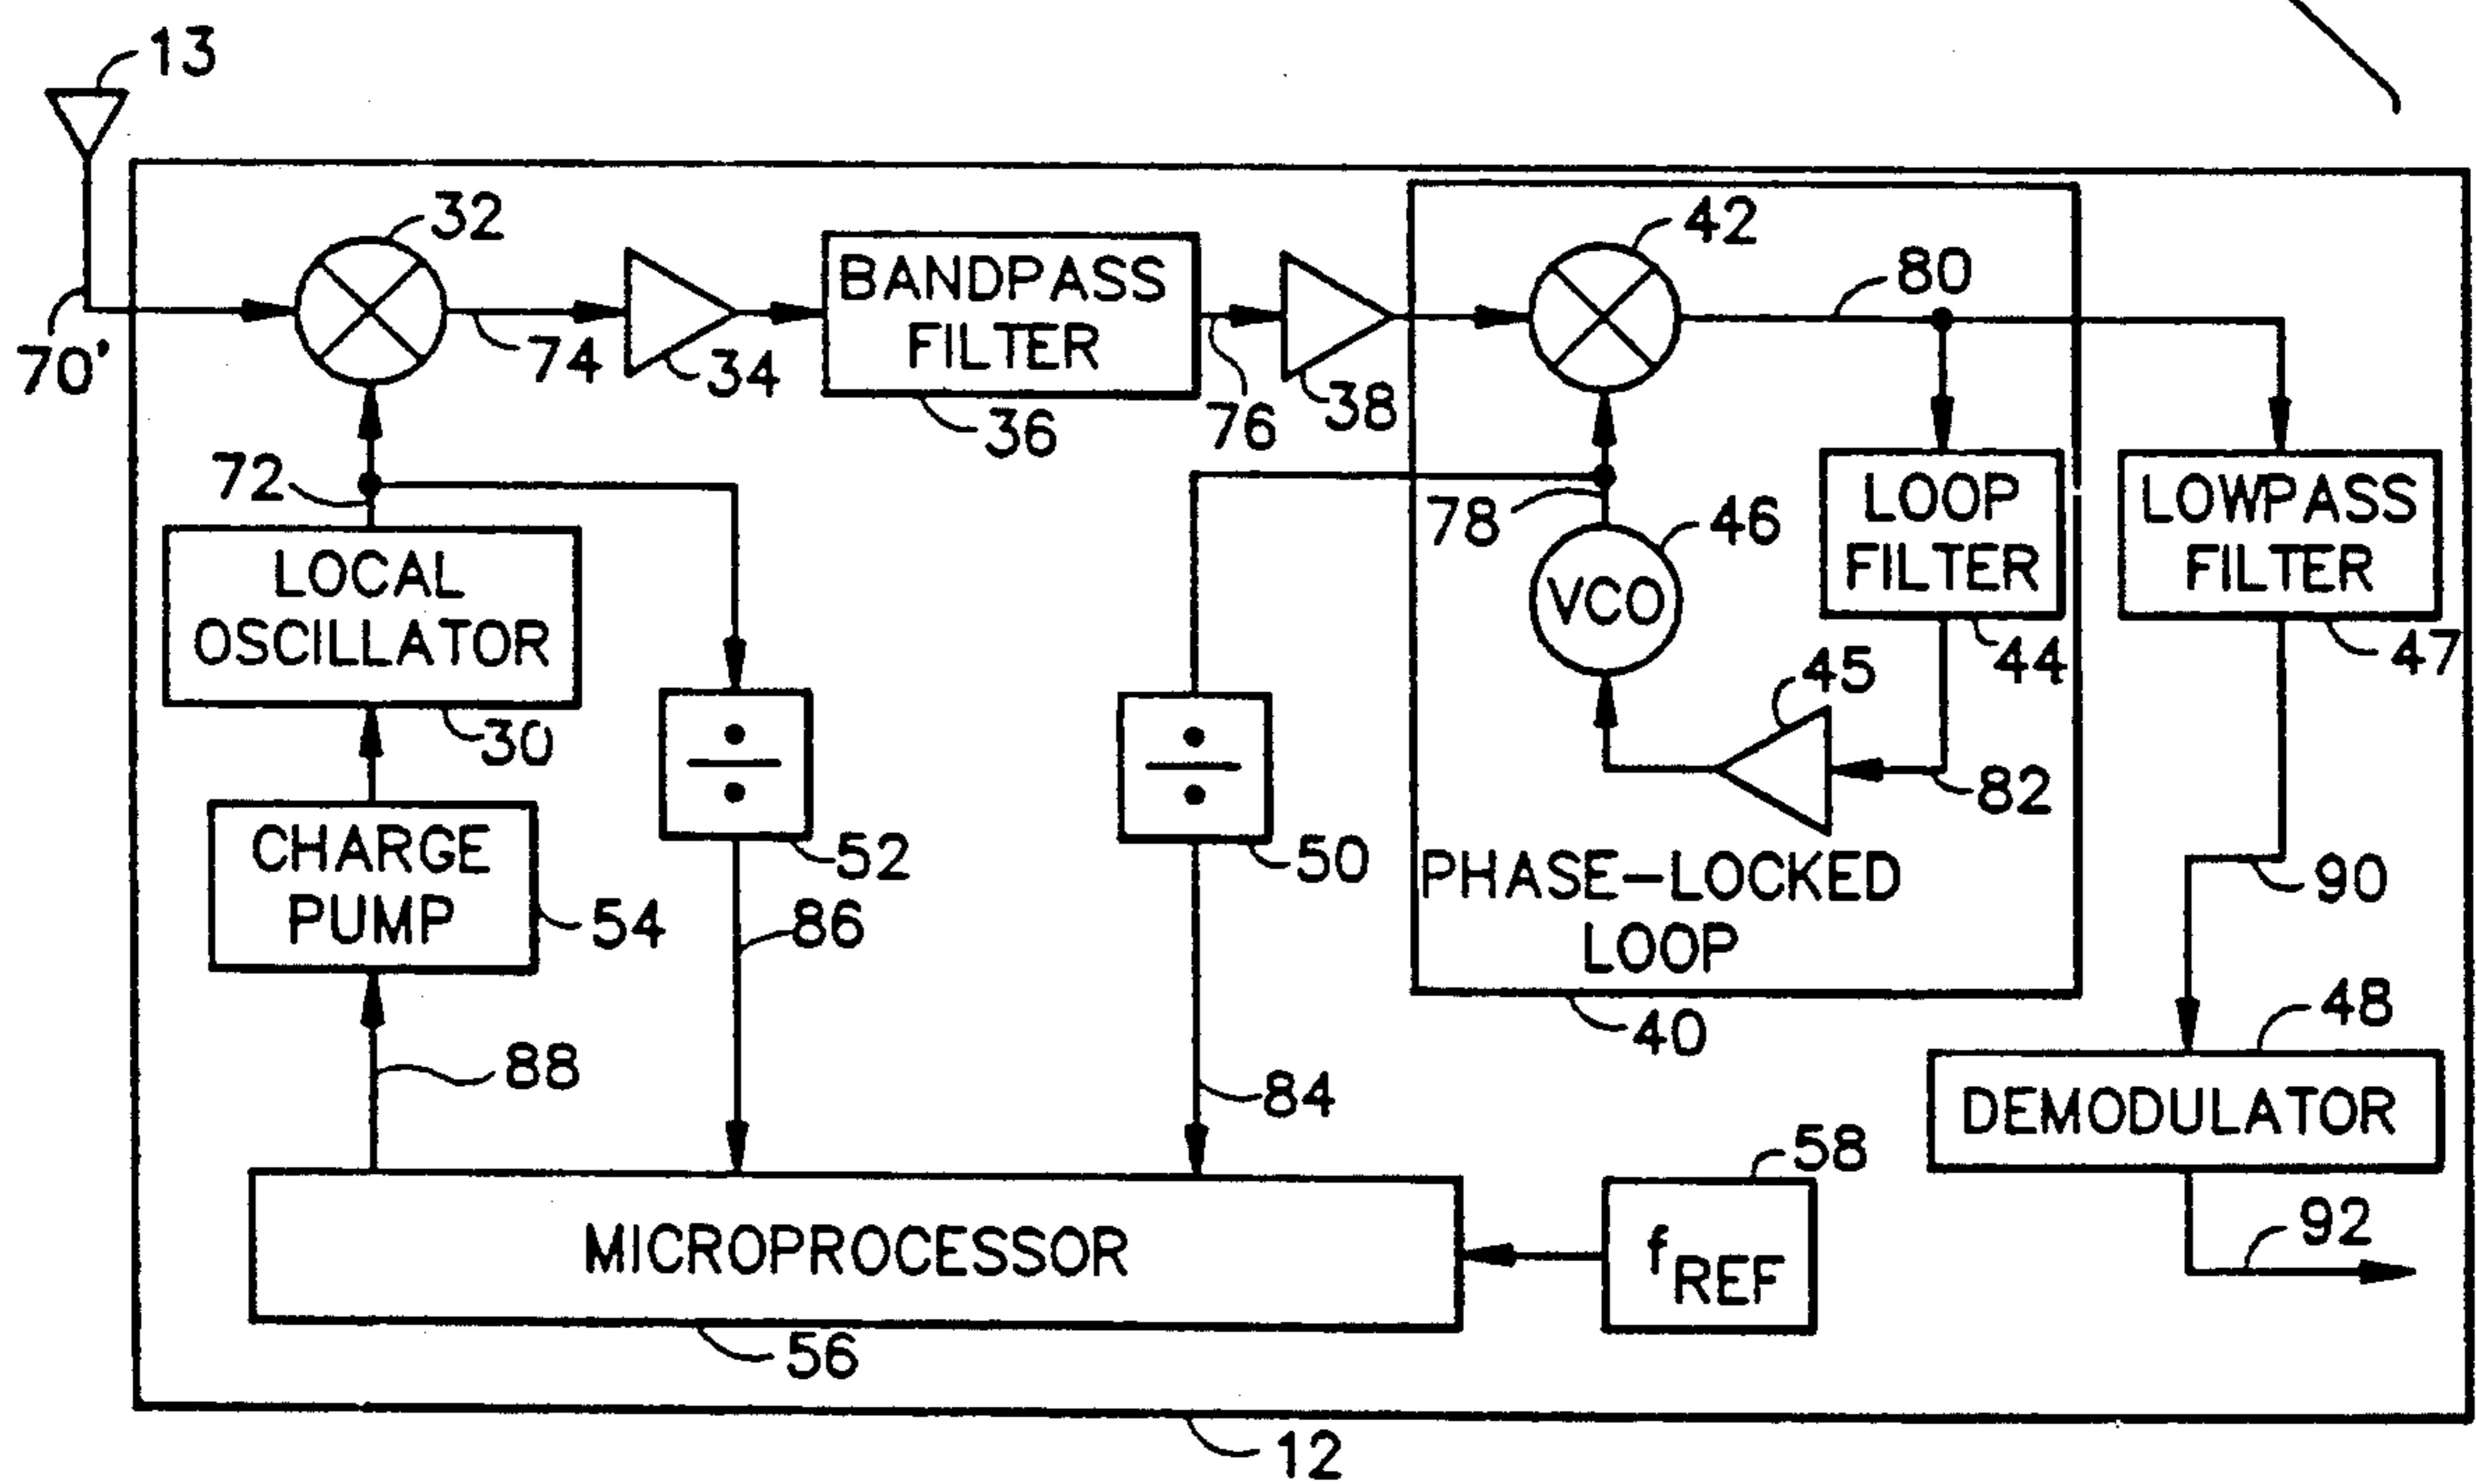 13
32
42
80
BANDPASS
FILTER
70'
74
34
36
76
38
72
LOCAL
OSCILLATOR
30
78
46
VCO
LOOP
FILTER
44
LOWPASS
FILTER
47
45
82
CHARGE
PUMP
54
52
50
PHASE-LOCKED
LOOP
40
90
86
88
84
48
DEMODULATOR
58
MICROPROCESSOR
fREF
92
56
12